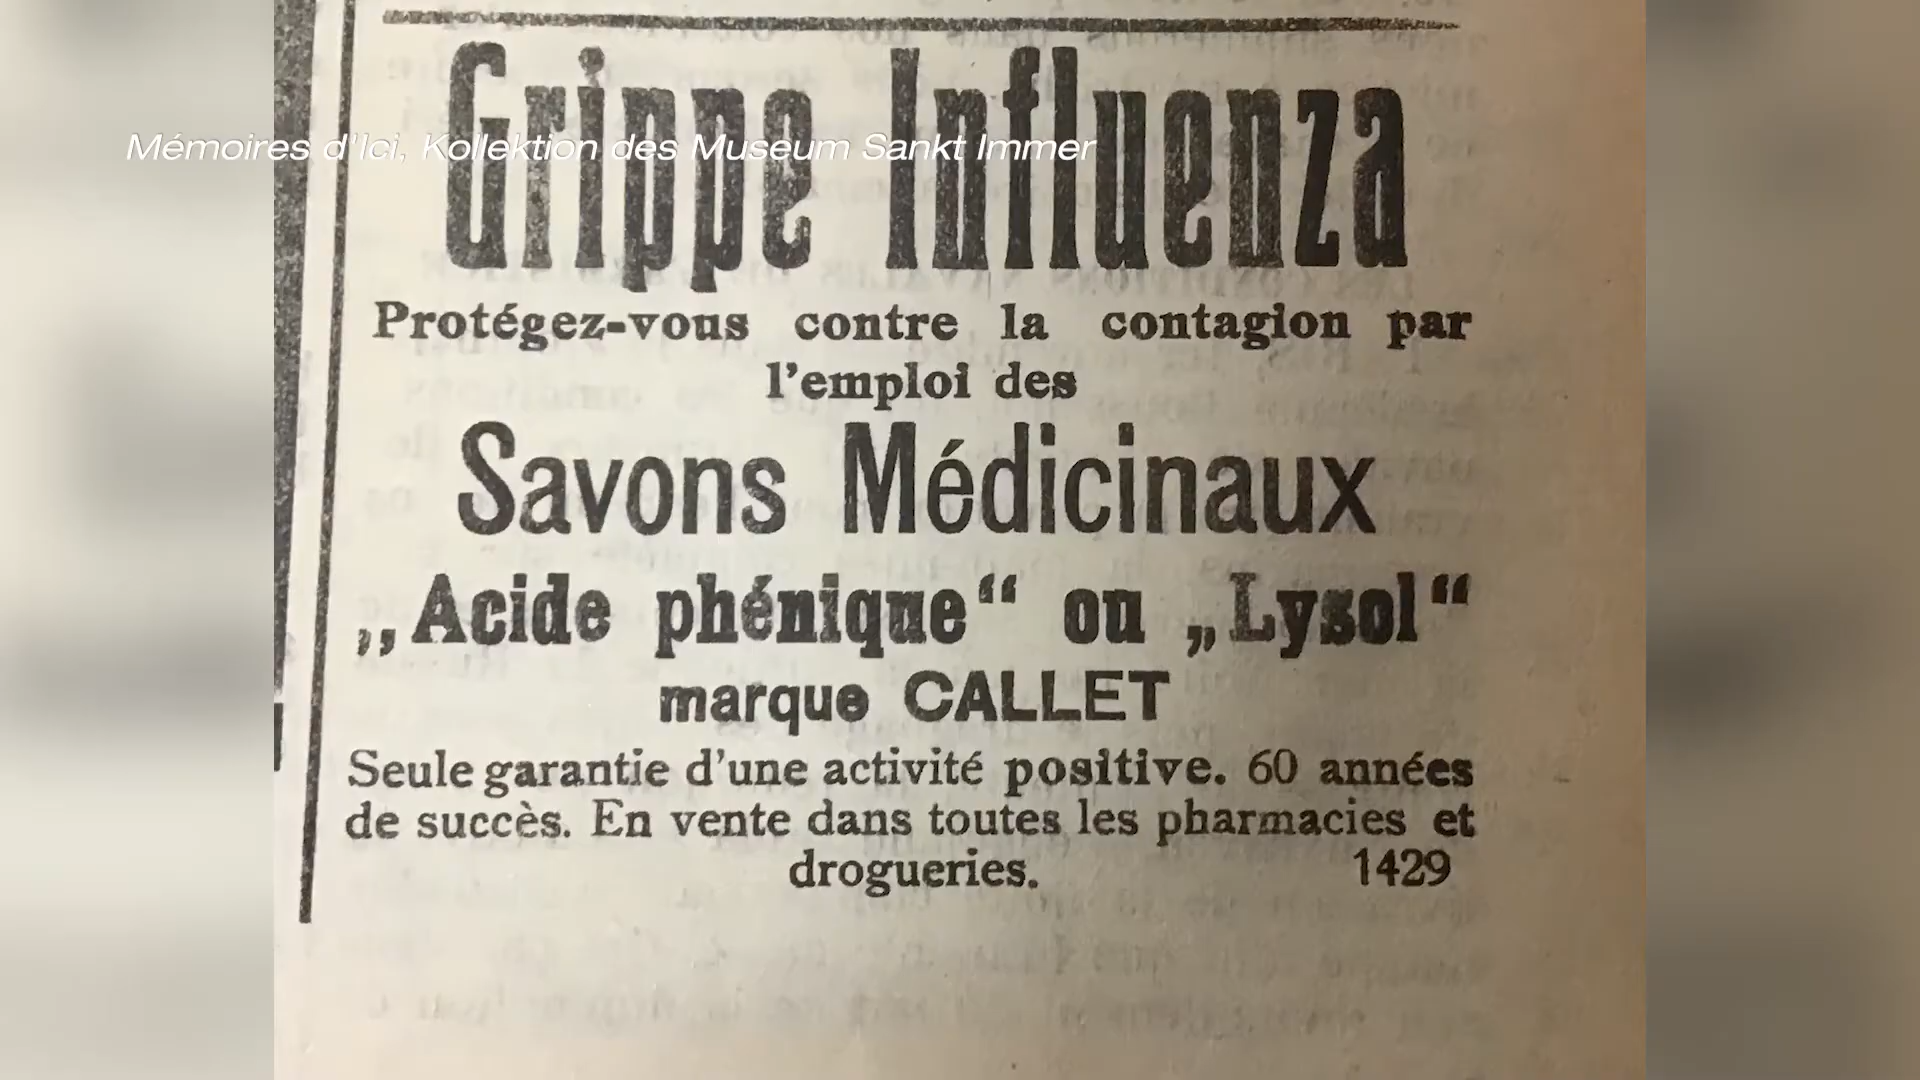 Grippe Influenza
Mémoires d'Ici, Kollektion des Museum Sankt Immer
Protégez-vous contre la contagion par
l'emploi des
Savons Médicinaux
„Acide phénique“ ou „Lysol“
marque CALLET
Seule garantie d'une activité positive. 60 années
de succès. En vente dans toutes les pharmacies et
drogueries. 1429